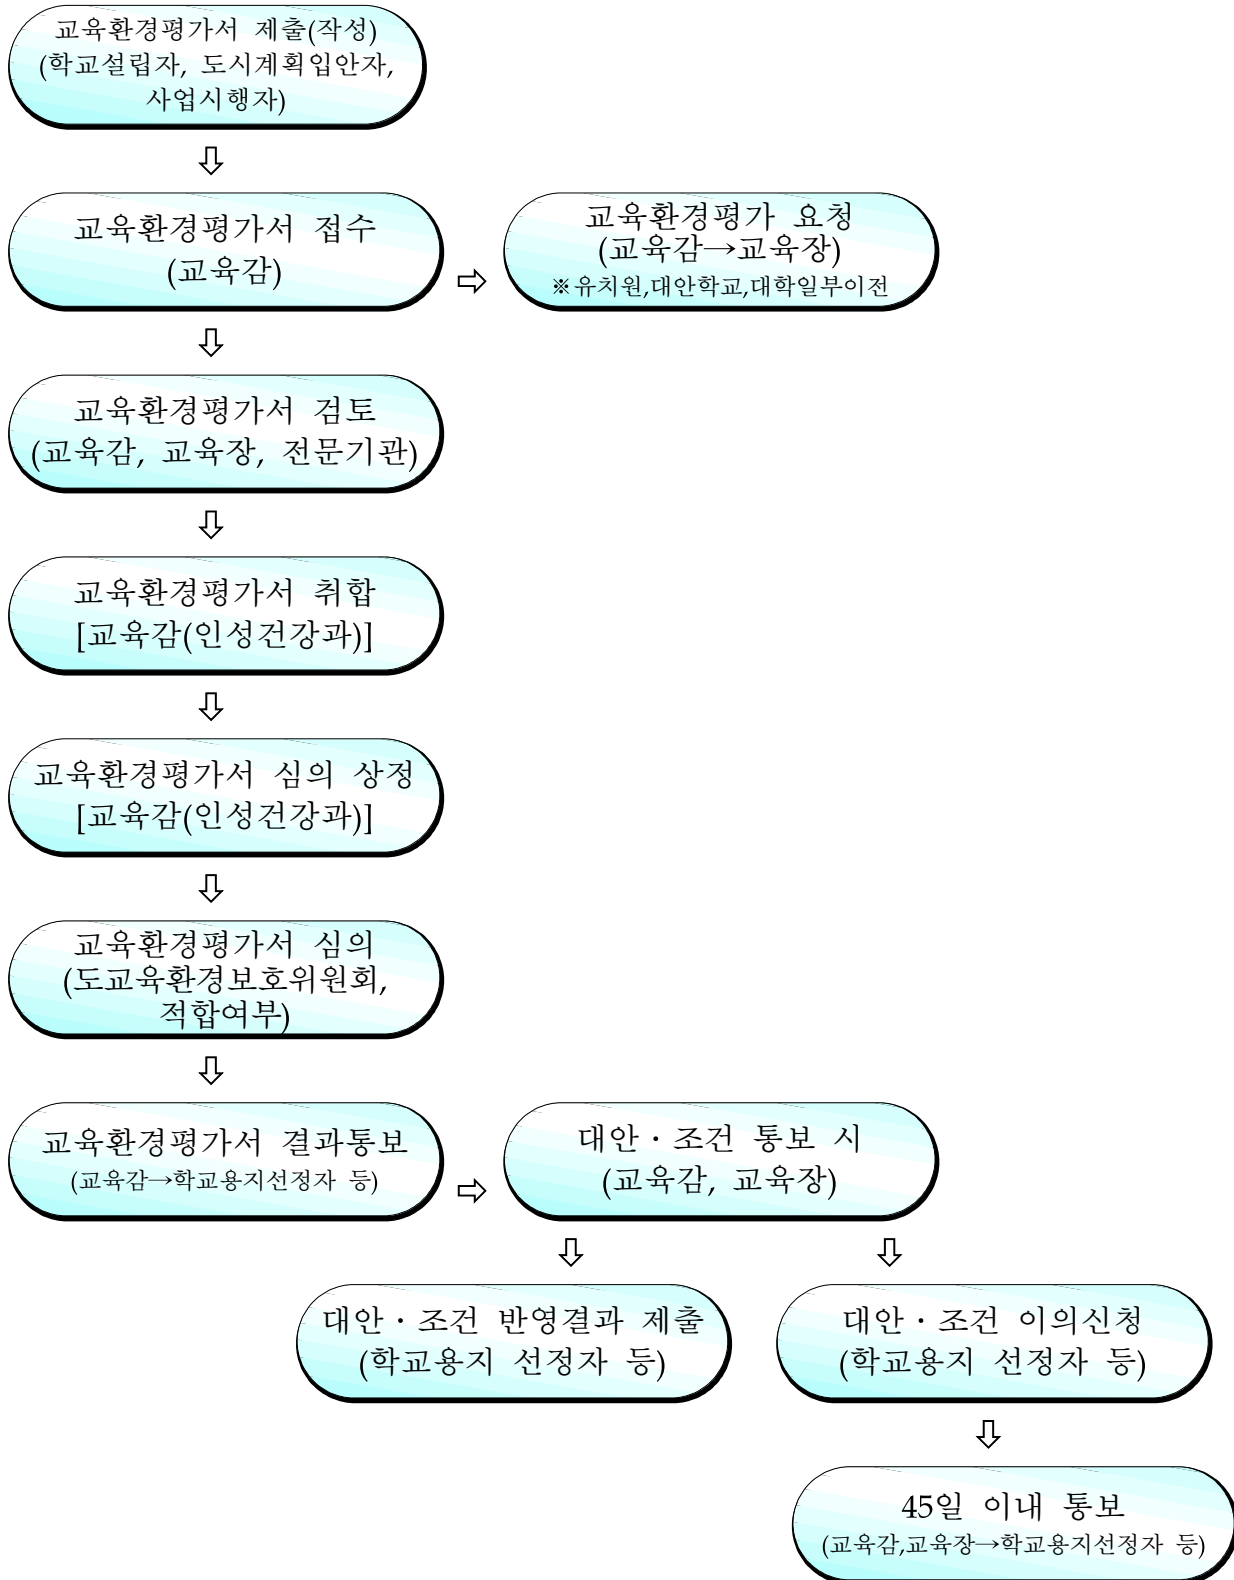 교육환경평가서 제출(작성)
(학교설립자, 도시계획입안자,
사업시행자)
⇩
교육환경평가서 접수
(교육감)
⇨
교육환경평가 요청
(교육감→교육장)
※유치원,대안학교,대학일부이전
⇩
교육환경평가서 검토
(교육감, 교육장, 전문기관)
⇩
교육환경평가서 취합
[교육감(인성건강과)]
⇩
교육환경평가서 심의 상정
[교육감(인성건강과)]
⇩
교육환경평가서 심의
(도교육환경보호위원회,
적합여부)
⇩
교육환경평가서 결과통보
(교육감→학교용지선정자 등)
⇨
대안·조건 통보 시
(교육감, 교육장)
⇩ ⇩
대안·조건 반영결과 제출
(학교용지 선정자 등)
대안·조건 이의신청
(학교용지 선정자 등)
⇩
45일 이내 통보
(교육감,교육장→학교용지선정자 등)